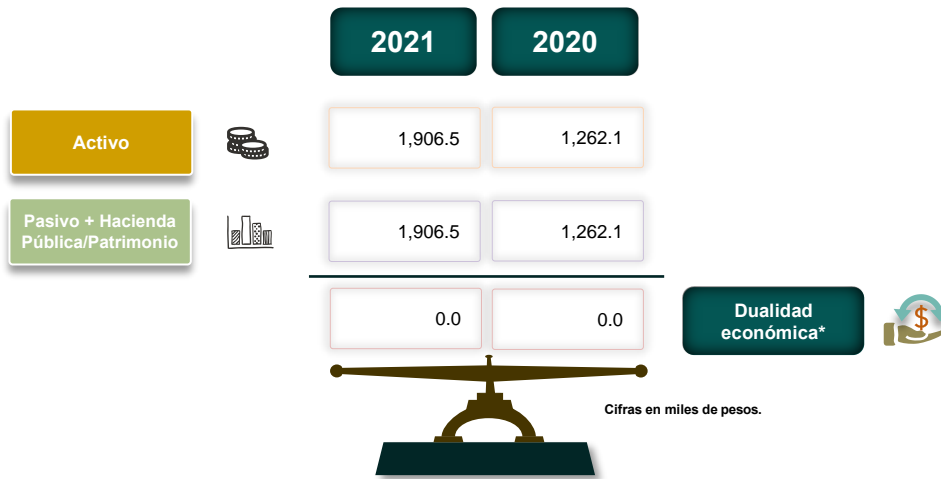 2021 2020
Activo 1,906.5 1,262.1
Pasivo + Hacienda
Pública/Patrimonio
1,906.5 1,262.1
0.0 0.0
Dualidad
económica*
$
Cifras en miles de pesos.